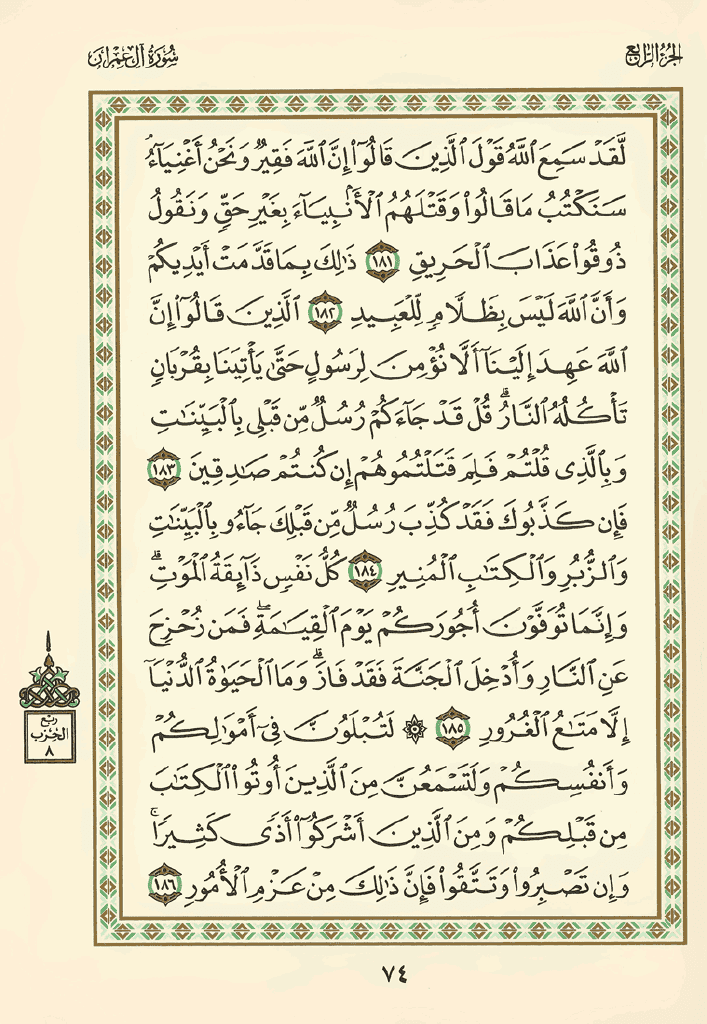 الجزء الرابع
سورة آل عمران
لَّقَدْ سَمِعَ ٱللَّهُ قَوْلَ ٱلَّذِينَ قَالُوٓا۟ إِنَّ ٱللَّهَ فَقِيرٌ وَنَحْنُ أَغْنِيَآءُ ۘ
سَنَكْتُبُ مَا قَالُوا۟ وَقَتْلَهُمُ ٱلْأَنۢبِيَآءَ بِغَيْرِ حَقٍّ وَنَقُولُ
ذُوقُوا۟ عَذَابَ ٱلْحَرِيقِ ١٨١ ذَٰلِكَ بِمَا قَدَّمَتْ أَيْدِيكُمْ
وَأَنَّ ٱللَّهَ لَيْسَ بِظَلَّامٍ لِّلْعَبِيدِ ١٨٢ ٱلَّذِينَ قَالُوٓا۟ إِنَّ
ٱللَّهَ عَهِدَ إِلَيْنَآ أَلَّا نُؤْمِنَ لِرَسُولٍ حَتَّىٰ يَأْتِيَنَا بِقُرْبَانٍ
تَأْكُلُهُ ٱلنَّارُ ۗ قُلْ قَدْ جَآءَكُمْ رُسُلٌ مِّن قَبْلِى بِٱلْبَيِّنَٰتِ
وَبِٱلَّذِى قُلْتُمْ فَلِمَ قَتَلْتُمُوهُمْ إِن كُنتُمْ صَٰدِقِينَ ١٨٣
فَإِن كَذَّبُوكَ فَقَدْ كُذِّبَ رُسُلٌ مِّن قَبْلِكَ جَآءُو بِٱلْبَيِّنَٰتِ
وَٱلزُّبُرِ وَٱلْكِتَٰبِ ٱلْمُنِيرِ ١٨٤ كُلُّ نَفْسٍ ذَآئِقَةُ ٱلْمَوْتِ ۗ
وَإِنَّمَا تُوَفَّوْنَ أُجُورَكُمْ يَوْمَ ٱلْقِيَٰمَةِ ۖ فَمَن زُحْزِحَ
عَنِ ٱلنَّارِ وَأُدْخِلَ ٱلْجَنَّةَ فَقَدْ فَازَ ۗ وَمَا ٱلْحَيَوٰةُ ٱلدُّنْيَآ
إِلَّا مَتَٰعُ ٱلْغُرُورِ ١٨٥ ۞ لَتُبْلَوُنَّ فِىٓ أَمْوَٰلِكُمْ
وَأَنفُسِكُمْ وَلَتَسْمَعُنَّ مِنَ ٱلَّذِينَ أُوتُوا۟ ٱلْكِتَٰبَ
مِن قَبْلِكُمْ وَمِنَ ٱلَّذِينَ أَشْرَكُوٓا۟ أَذًى كَثِيرًا ۚ
وَإِن تَصْبِرُوا۟ وَتَتَّقُوا۟ فَإِنَّ ذَٰلِكَ مِنْ عَزْمِ ٱلْأُمُورِ ١٨٦
ربع
الحزب
٨
٧٤